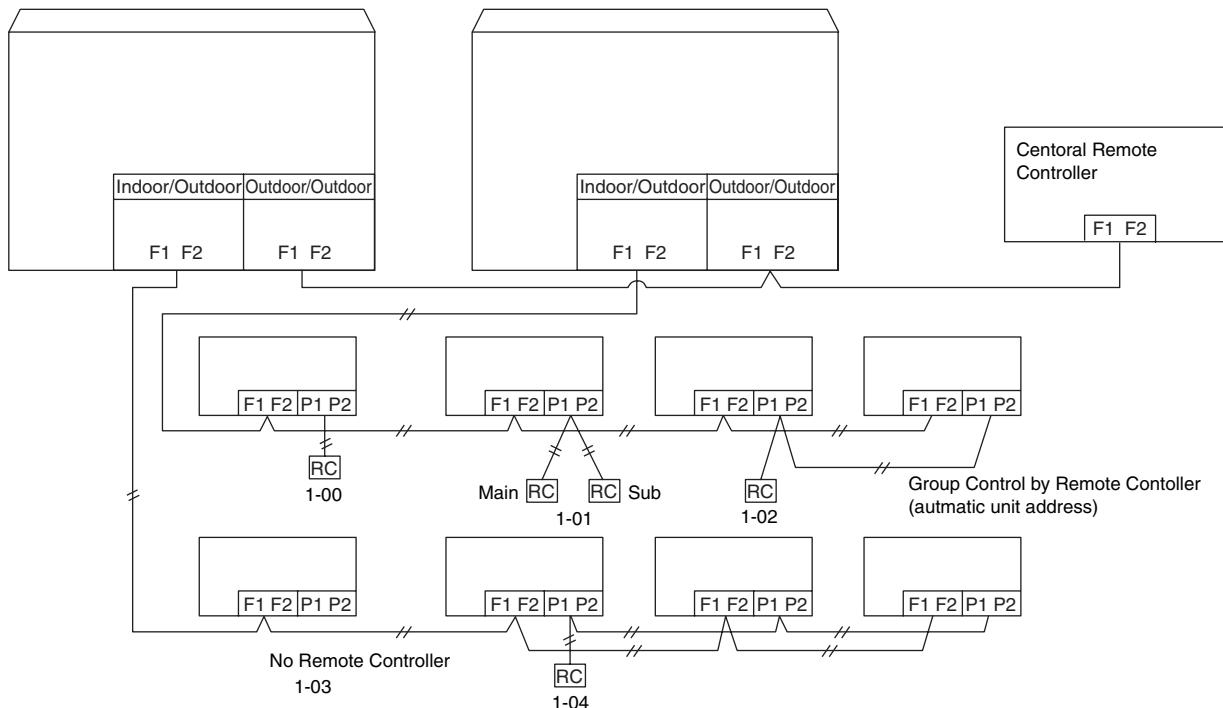 Indoor/Outdoor Outdoor/Outdoor
F1 F2 F1 F2
Indoor/Outdoor Outdoor/Outdoor
F1 F2 F1 F2
Centoral Remote
Controller
F1 F2
F1 F2 P1 P2
F1 F2 P1 P2
F1 F2 P1 P2
F1 F2 P1 P2
RC
1-00
Main RC RC Sub
1-01
RC
1-02
Group Control by Remote Contoller
(autmatic unit address)
F1 F2 P1 P2
F1 F2 P1 P2
F1 F2 P1 P2
F1 F2 P1 P2
No Remote Controller
1-03
RC
1-04